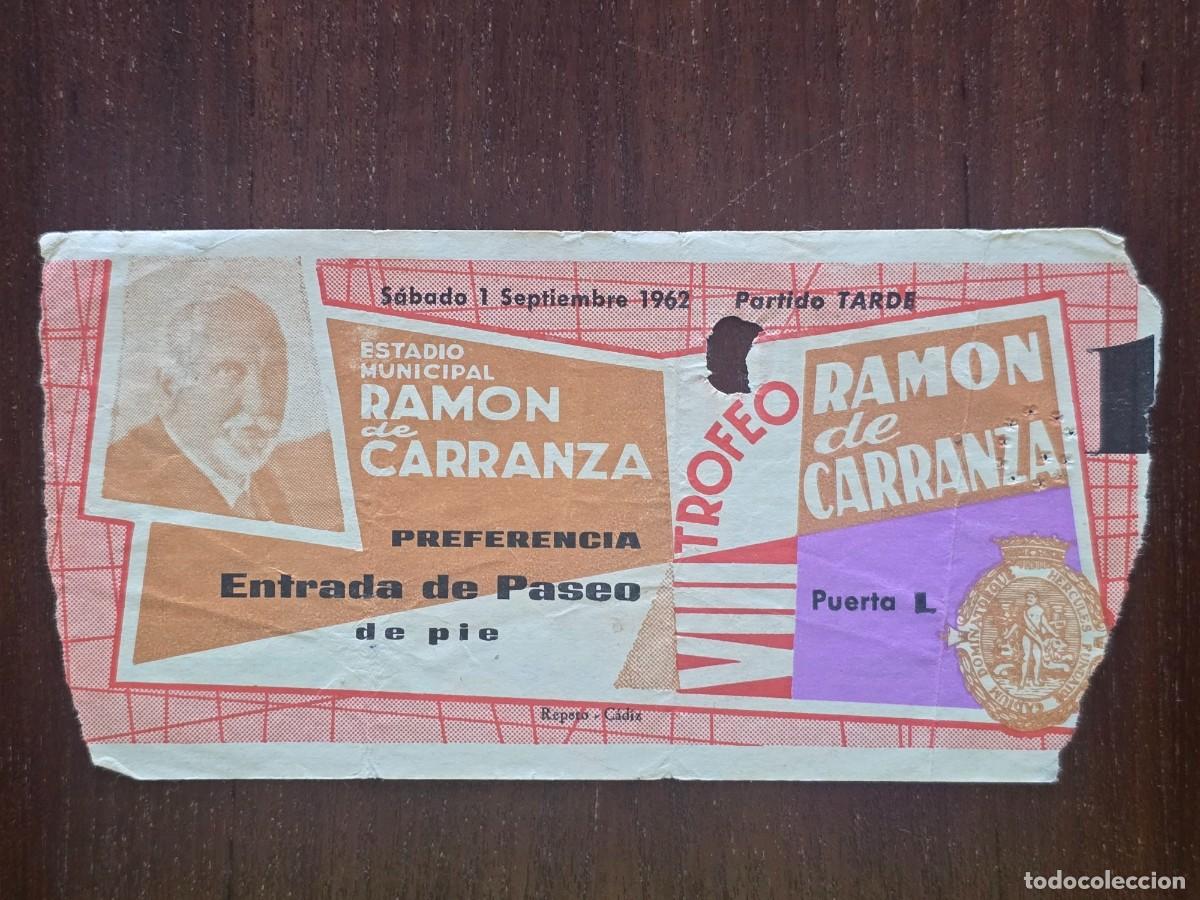 Sábado 1 Septiembre 1962 Partido TARDE
ESTADIO
MUNICIPAL
RAMON
de
CARRANZA
PREFERENCIA
Entrada de Paseo
de pie
VIII TROFEO
RAMON
de
CARRANZA
Puerta L
Repeto - Cádiz
todocoleccion